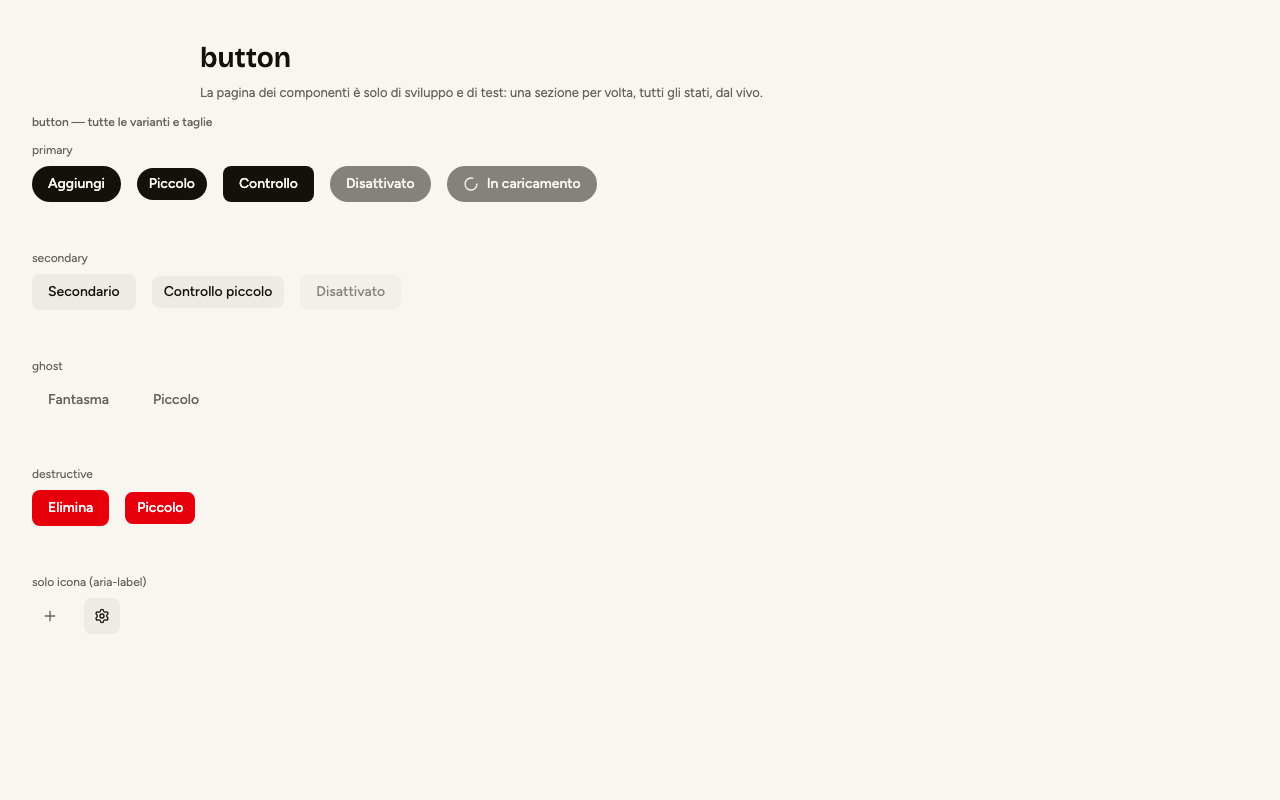 button
La pagina dei componenti è solo di sviluppo e di test: una sezione per volta, tutti gli stati, dal vivo.
button — tutte le varianti e taglie
primary
Aggiungi Piccolo Controllo Disattivato In caricamento
secondary
Secondario Controllo piccolo Disattivato
ghost
Fantasma Piccolo
destructive
Elimina Piccolo
solo icona (aria-label)